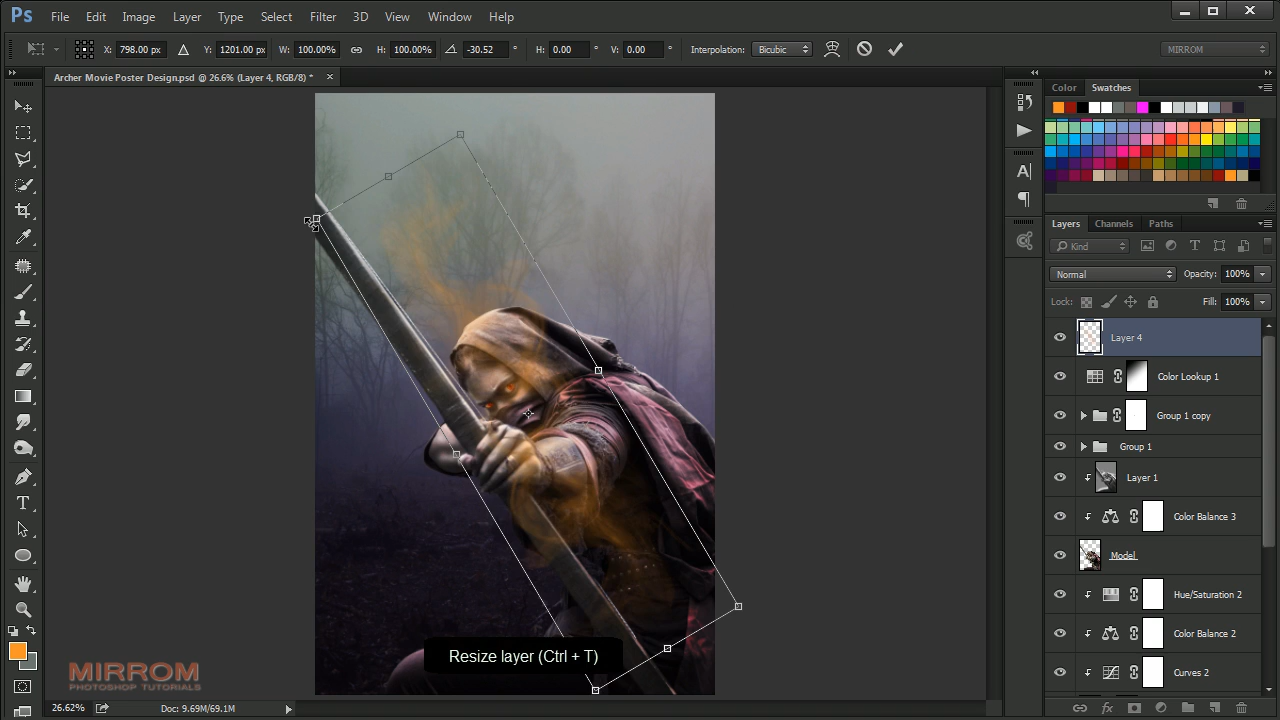 Ps File Edit Image Layer Type Select Filter 3D View Window Help
X: 798.00 px Y: 1201.00 px W: 100.00% H: 100.00% -30.52 ° H: 0.00 ° V: 0.00 ° Interpolation: Bicubic MIRROM
Archer Movie Poster Design.psd @ 26.6% (Layer 4, RGB/8) * ×
Color Swatches
Layers Channels Paths
Kind
Normal Opacity: 100%
Lock: Fill: 100%
Layer 4
Color Lookup 1
Group 1 copy
Group 1
Layer 1
Color Balance 3
Model
Hue/Saturation 2
Color Balance 2
Curves 2
Resize layer (Ctrl + T)
MIRROM
PHOTOSHOP TUTORIALS
26.62% Doc: 9.69M/69.1M